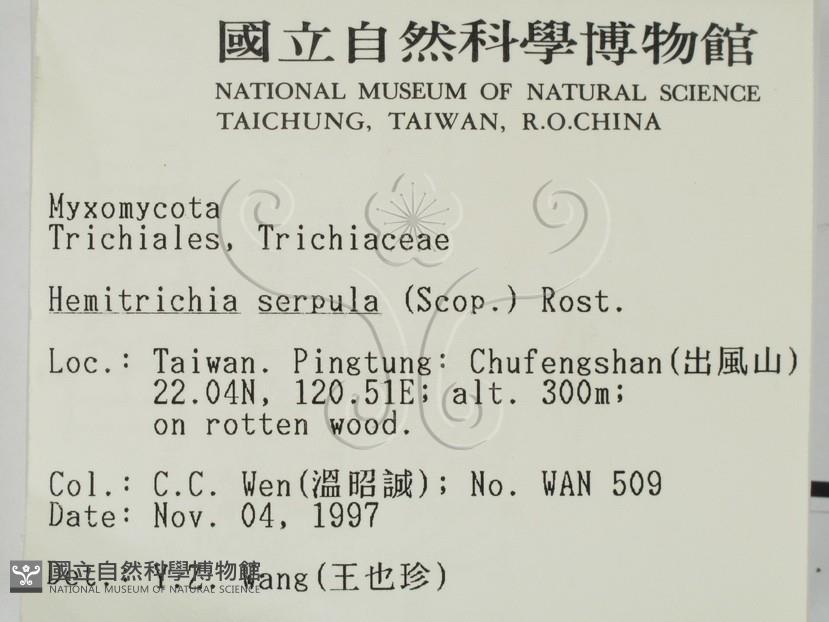 國立自然科學博物館
NATIONAL MUSEUM OF NATURAL SCIENCE
TAICHUNG, TAIWAN, R.O.CHINA
Myxomycota
Trichiales, Trichiaceae
Hemitrichia serpula (Scop.) Rost.
Loc.: Taiwan. Pingtung: Chufengshan(出風山)
22.04N, 120.51E; alt. 300m;
on rotten wood.
Col.: C.C. Wen(溫昭誠); No. WAN 509
Date: Nov. 04, 1997
Det.: Y.Z. Wang(王也珍)
國立自然科學博物館
NATIONAL MUSEUM OF NATURAL SCIENCE